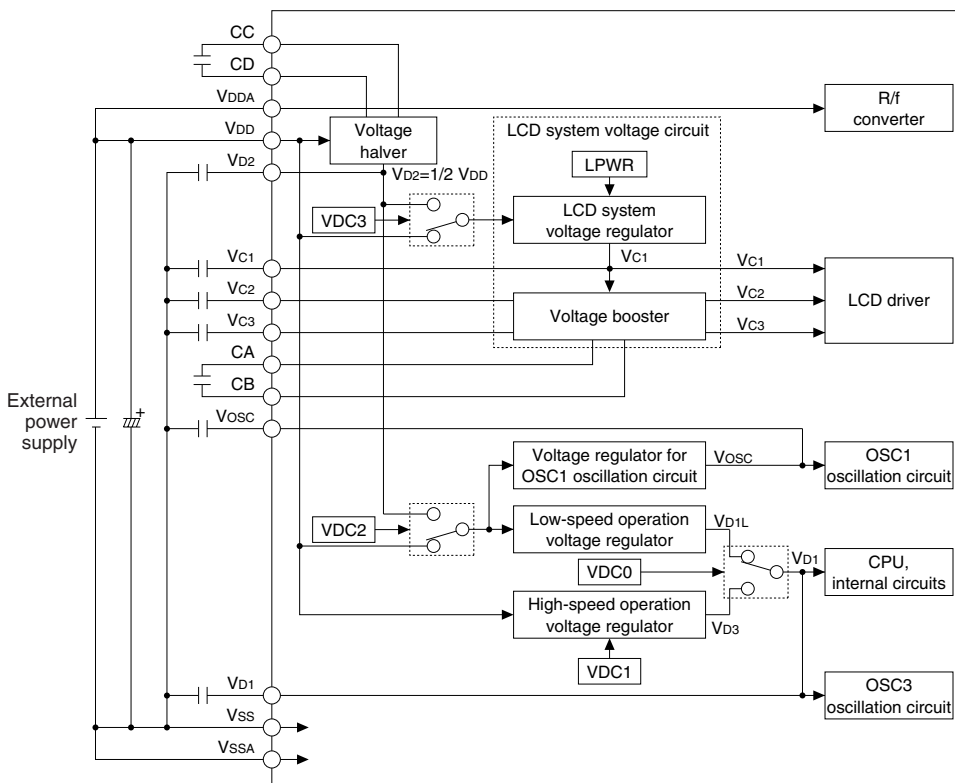 CC
CD
VDDA
R/f
converter
VDD
Voltage
halver
LCD system voltage circuit
LPWR
VD2
VD2=1/2 VDD
VDC3
LCD system
voltage regulator
VC1
VC1
VC1
VC2
VC2
LCD driver
Voltage booster
VC3
VC3
CA
CB
External
power
supply
+
VOSC
Voltage regulator for
OSC1 oscillation circuit
VOSC
OSC1
oscillation circuit
VDC2
Low-speed operation
voltage regulator
VD1L
VDC0
VD1
CPU,
internal circuits
High-speed operation
voltage regulator
VD3
VDC1
VD1
OSC3
oscillation circuit
VSS
VSSA